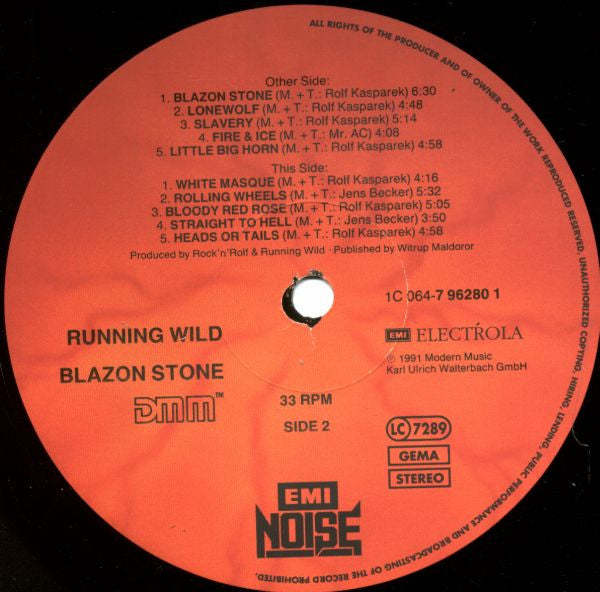 ALL RIGHTS OF THE PRODUCER AND OF OWNER OF THE WORK REPRODUCED RESERVED, UNAUTHORIZED COPYING, HIRING, LENDING, PUBLIC PERFORMANCE AND BROADCASTING OF THE RECORD PROHIBITED.
Other Side:
1. BLAZON STONE (M. + T.: Rolf Kasparek) 6:30
2. LONEWOLF (M. + T.: Rolf Kasparek) 4:48
3. SLAVERY (M. + T.: Rolf Kasparek) 5:14
4. FIRE & ICE (M. + T.: Mr. AC) 4:08
5. LITTLE BIG HORN (M. + T.: Rolf Kasparek) 4:58
This Side:
1. WHITE MASQUE (M. + T.: Rolf Kasparek) 4:16
2. ROLLING WHEELS (M. + T.: Jens Becker) 5:32
3. BLOODY RED ROSE (M. + T.: Rolf Kasparek) 5:05
4. STRAIGHT TO HELL (M. + T.: Jens Becker) 3:50
5. HEADS OR TAILS (M. + T.: Rolf Kasparek) 4:58
Produced by Rock'n'Rolf & Running Wild · Published by Witrup Maldoror
1C 064-7 96280 1
RUNNING WILD
EMI ELECTROLA
BLAZON STONE
℗ 1991 Modern Music
Karl Ulrich Walterbach GmbH
DMM™
33 RPM
SIDE 2
LC 7289
GEMA
STEREO
EMI
NOISE